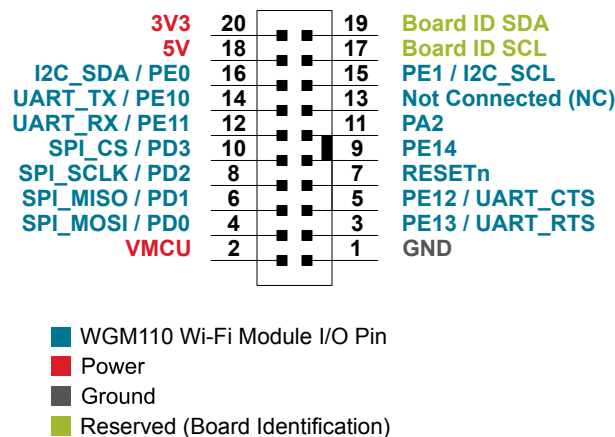 3V3 20 19 Board ID SDA
5V 18 17 Board ID SCL
I2C_SDA / PE0 16 15 PE1 / I2C_SCL
UART_TX / PE10 14 13 Not Connected (NC)
UART_RX / PE11 12 11 PA2
SPI_CS / PD3 10 9 PE14
SPI_SCLK / PD2 8 7 RESETn
SPI_MISO / PD1 6 5 PE12 / UART_CTS
SPI_MOSI / PD0 4 3 PE13 / UART_RTS
VMCU 2 1 GND
WGM110 Wi-Fi Module I/O Pin
Power
Ground
Reserved (Board Identification)